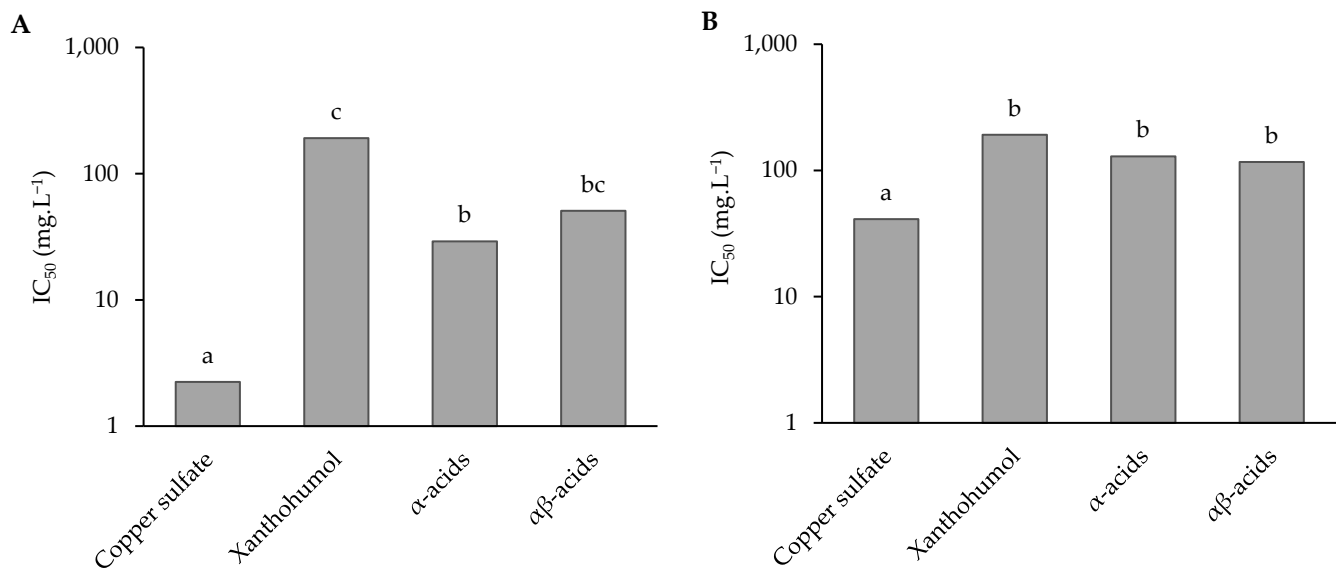 A
1,000
100
10
1
IC50 (mg.L−1)
a
c
b
bc
Copper sulfate
Xanthohumol
α-acids
αβ-acids
B
1,000
100
10
1
IC50 (mg.L−1)
a
b
b
b
Copper sulfate
Xanthohumol
α-acids
αβ-acids